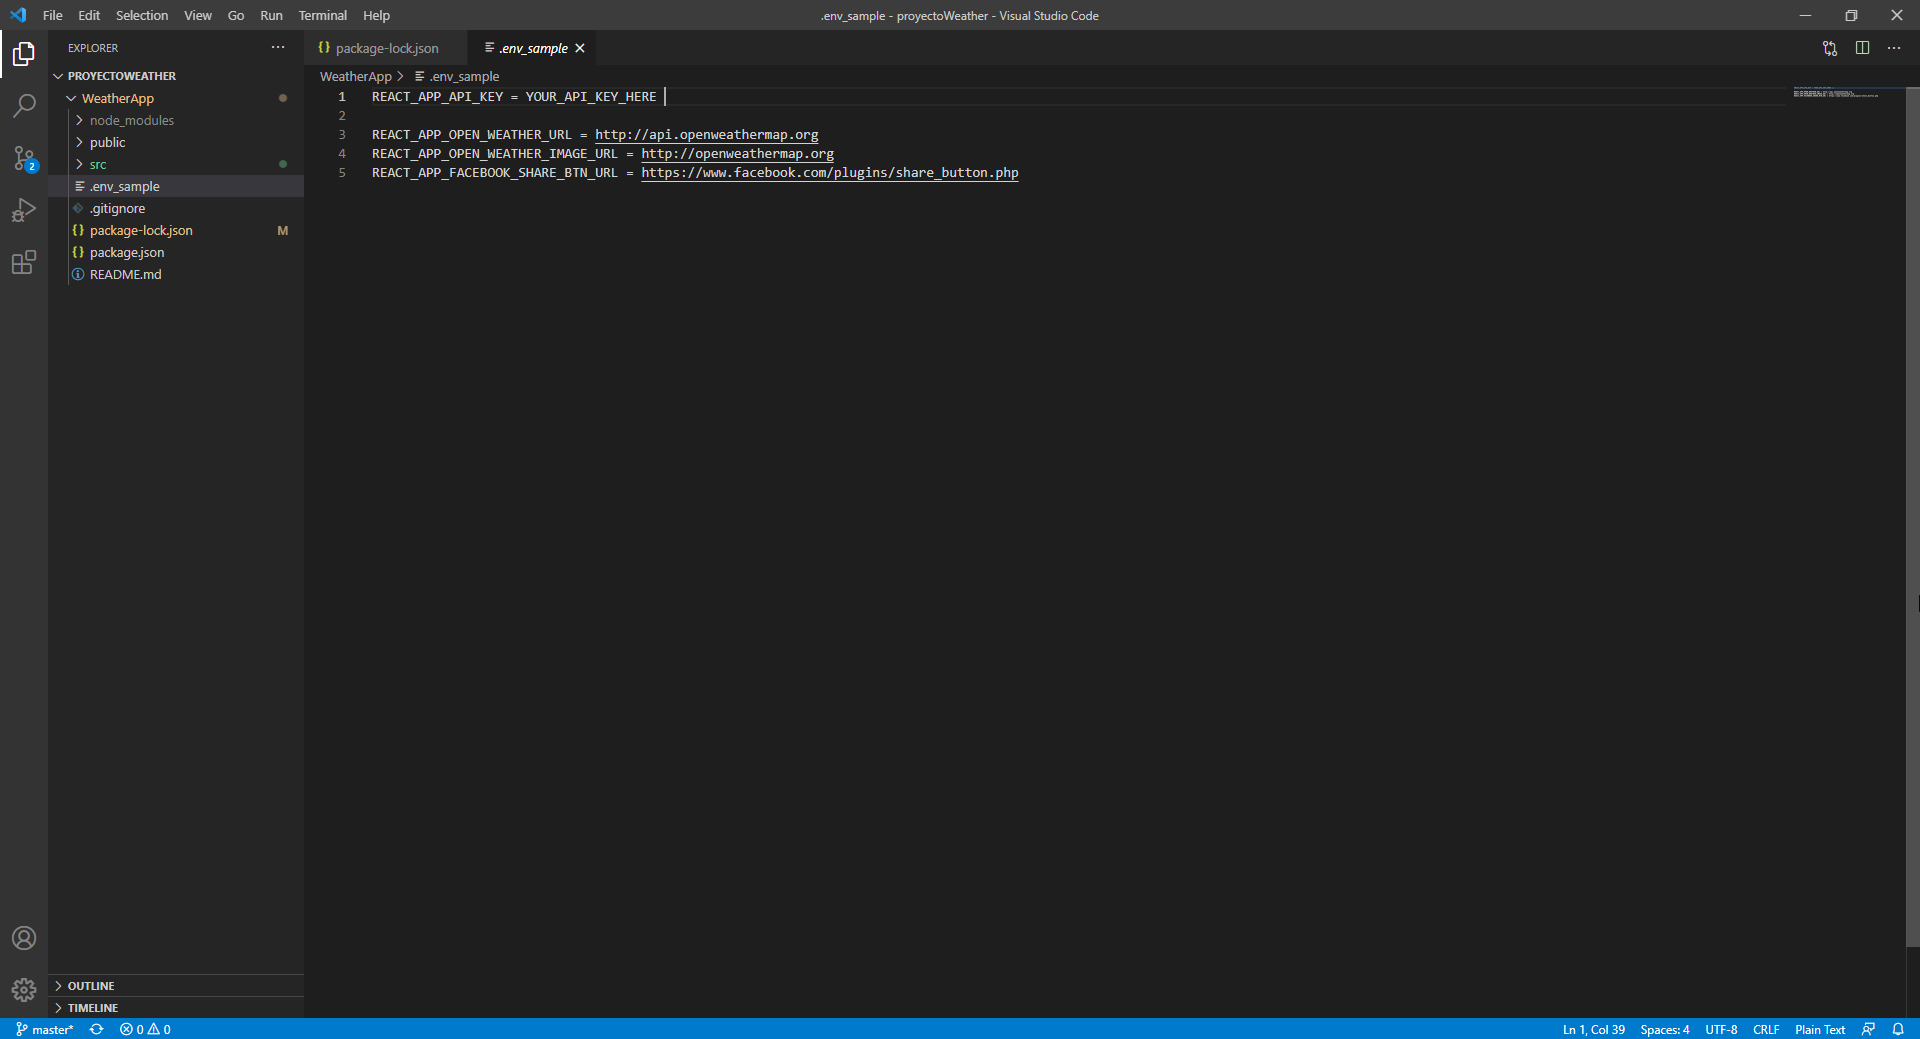 File Edit Selection View Go Run Terminal Help
.env_sample - proyectoWeather - Visual Studio Code
EXPLORER
PROYECTOWEATHER
WeatherApp
node_modules
public
src
.env_sample
.gitignore
package-lock.json M
package.json
README.md
OUTLINE
TIMELINE
2
package-lock.json
.env_sample
WeatherApp > .env_sample
1 REACT_APP_API_KEY = YOUR_API_KEY_HERE
2
3 REACT_APP_OPEN_WEATHER_URL = http://api.openweathermap.org
4 REACT_APP_OPEN_WEATHER_IMAGE_URL = http://openweathermap.org
5 REACT_APP_FACEBOOK_SHARE_BTN_URL = https://www.facebook.com/plugins/share_button.php
master* 0 0
Ln 1, Col 39 Spaces: 4 UTF-8 CRLF Plain Text